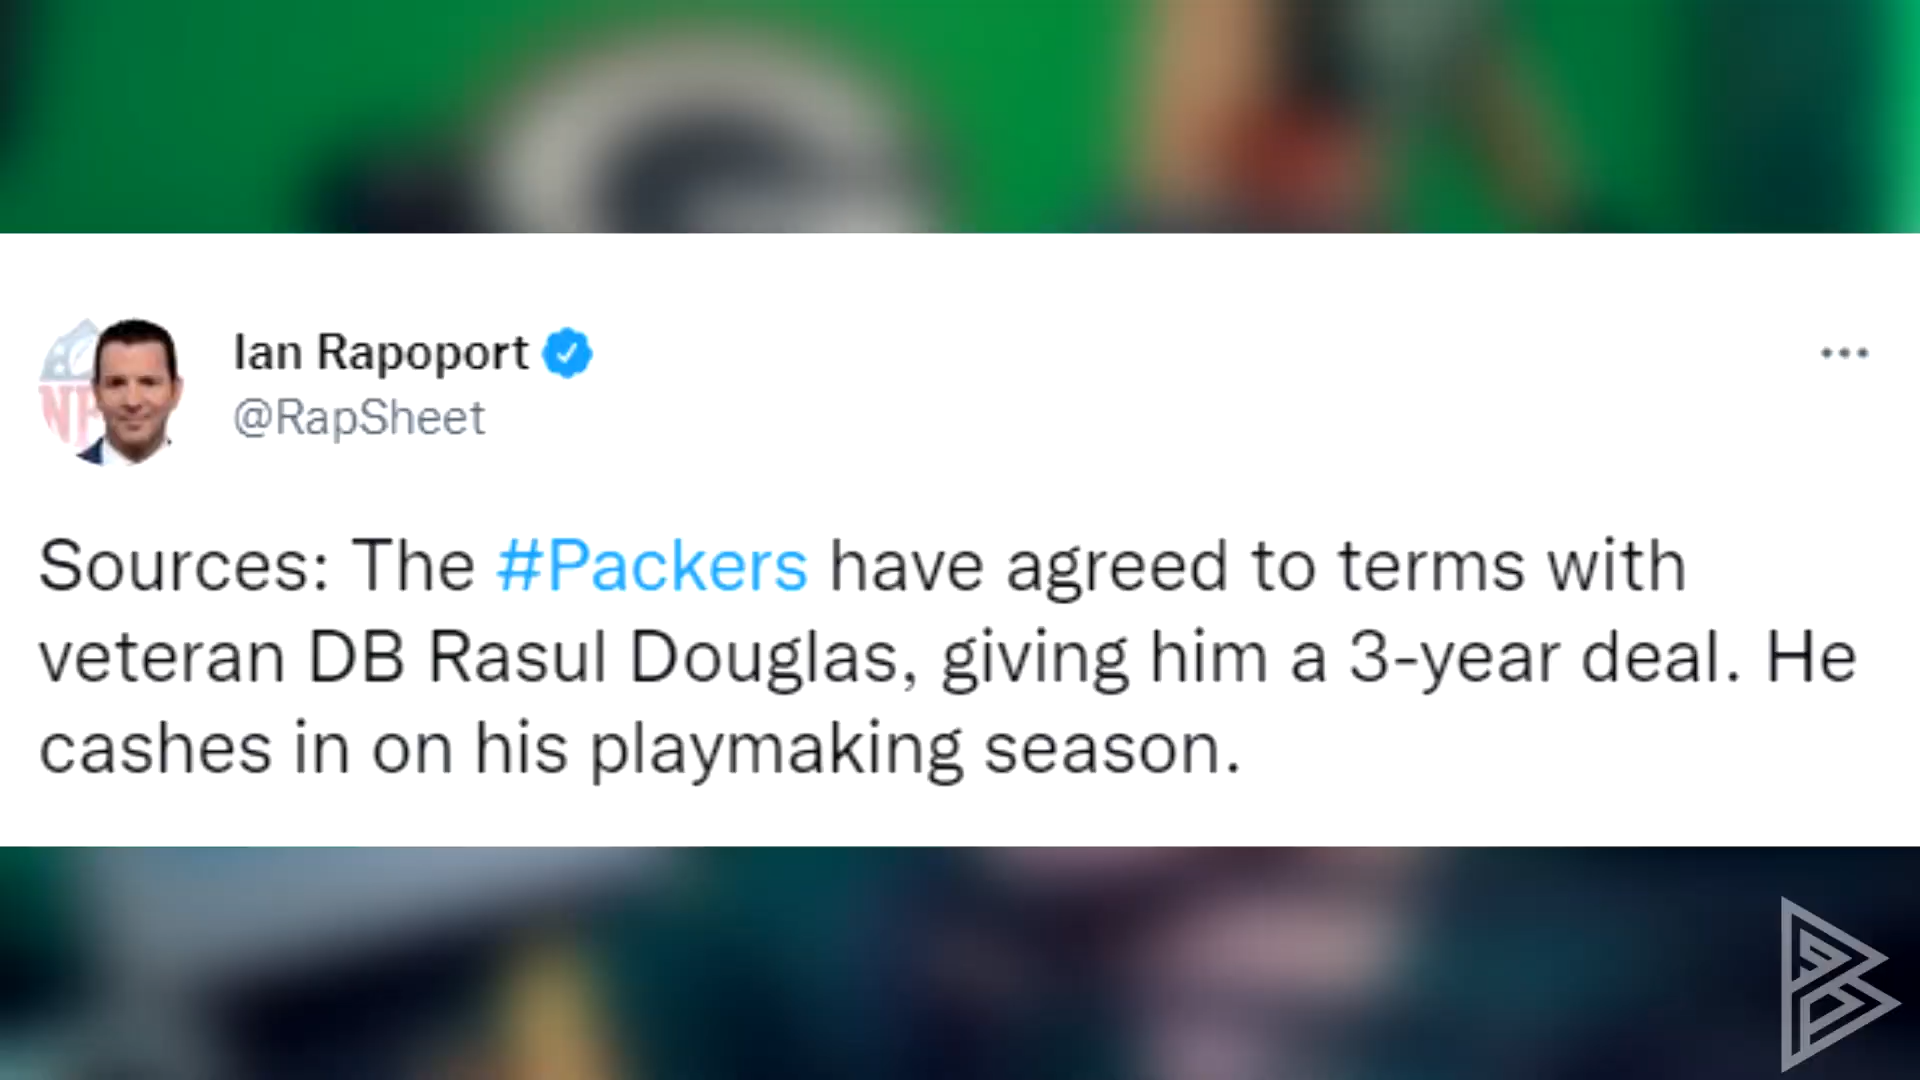 Ian Rapoport
@RapSheet
Sources: The #Packers have agreed to terms with
veteran DB Rasul Douglas, giving him a 3-year deal. He
cashes in on his playmaking season.